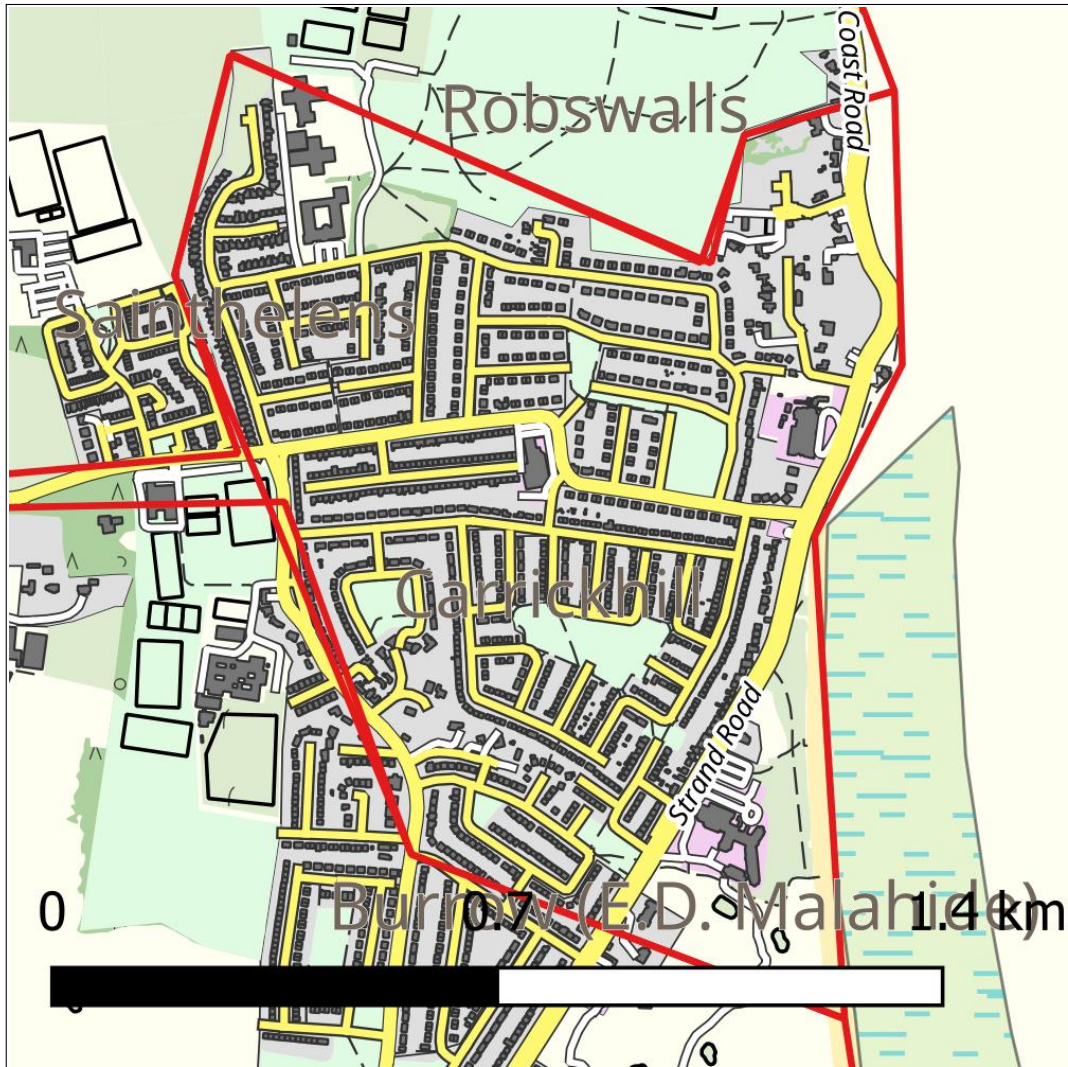 Coast Road
Robswalls
Sainthelens
Carrickhill
Strand Road
Burrow (E.D. Malahide)
0 0.7 1.4 km